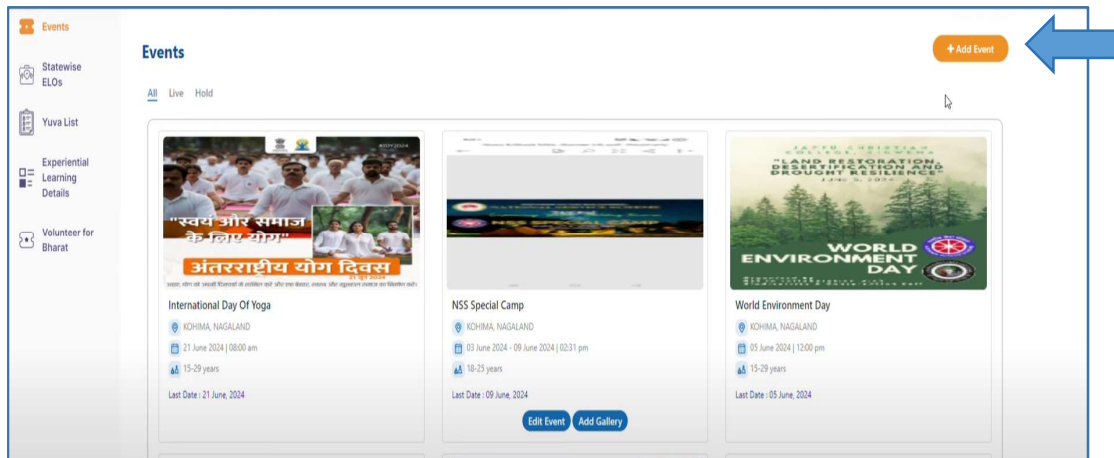 Events
Statewise
ELOs
Yuva List
Experiential
Learning
Details
Volunteer for
Bharat
Events
+ Add Event
All Live Hold
"स्वयं और समाज
के लिए योग"
अंतरराष्ट्रीय योग दिवस
21 जून 2024
International Day Of Yoga
KOHIMA, NAGALAND
21 June 2024 | 08:00 am
15-29 years
Last Date : 21 June, 2024
NSS SPECIAL CAMP
NSS Special Camp
KOHIMA, NAGALAND
03 June 2024 - 09 June 2024 | 02:31 pm
18-25 years
Last Date : 09 June, 2024
Edit Event Add Gallery
"LAND RESTORATION,
DESERTIFICATION AND
DROUGHT RESILIENCE"
WORLD
ENVIRONMENT
DAY
World Environment Day
KOHIMA, NAGALAND
05 June 2024 | 12:00 pm
15-29 years
Last Date : 05 June, 2024